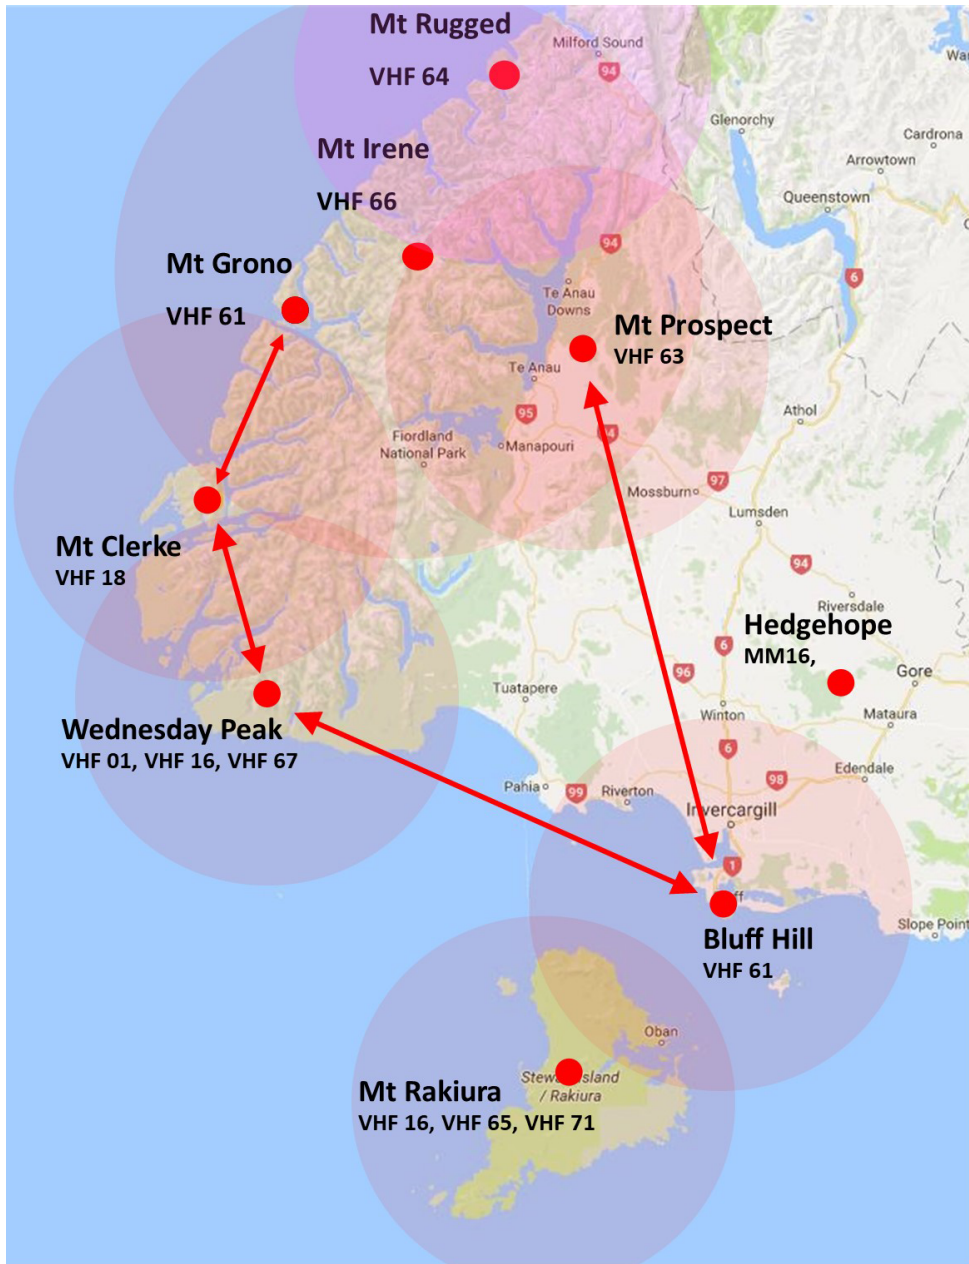 Mt Rugged
VHF 64
Milford Sound
94
94
Glenorchy
Cardrona
Arrowtown
Queenstown
Mt Irene
VHF 66
6
94
Mt Grono
VHF 61
Te Anau
Downs
Mt Prospect
VHF 63
Te Anau
95
Athol
Fiordland
National Park
Manapouri
94
97
Mossburn
Lumsden
Mt Clerke
VHF 18
94
Riversdale
Hedgehope
MM16,
6
96
Gore
Tuatapere
Winton
Mataura
Wednesday Peak
VHF 01, VHF 16, VHF 67
6
98
Edendale
Pahia
99
Riverton
Invercargill
1
Bluff Hill
VHF 61
Slope Point
Oban
Mt Rakiura
VHF 16, VHF 65, VHF 71
/ Rakiura